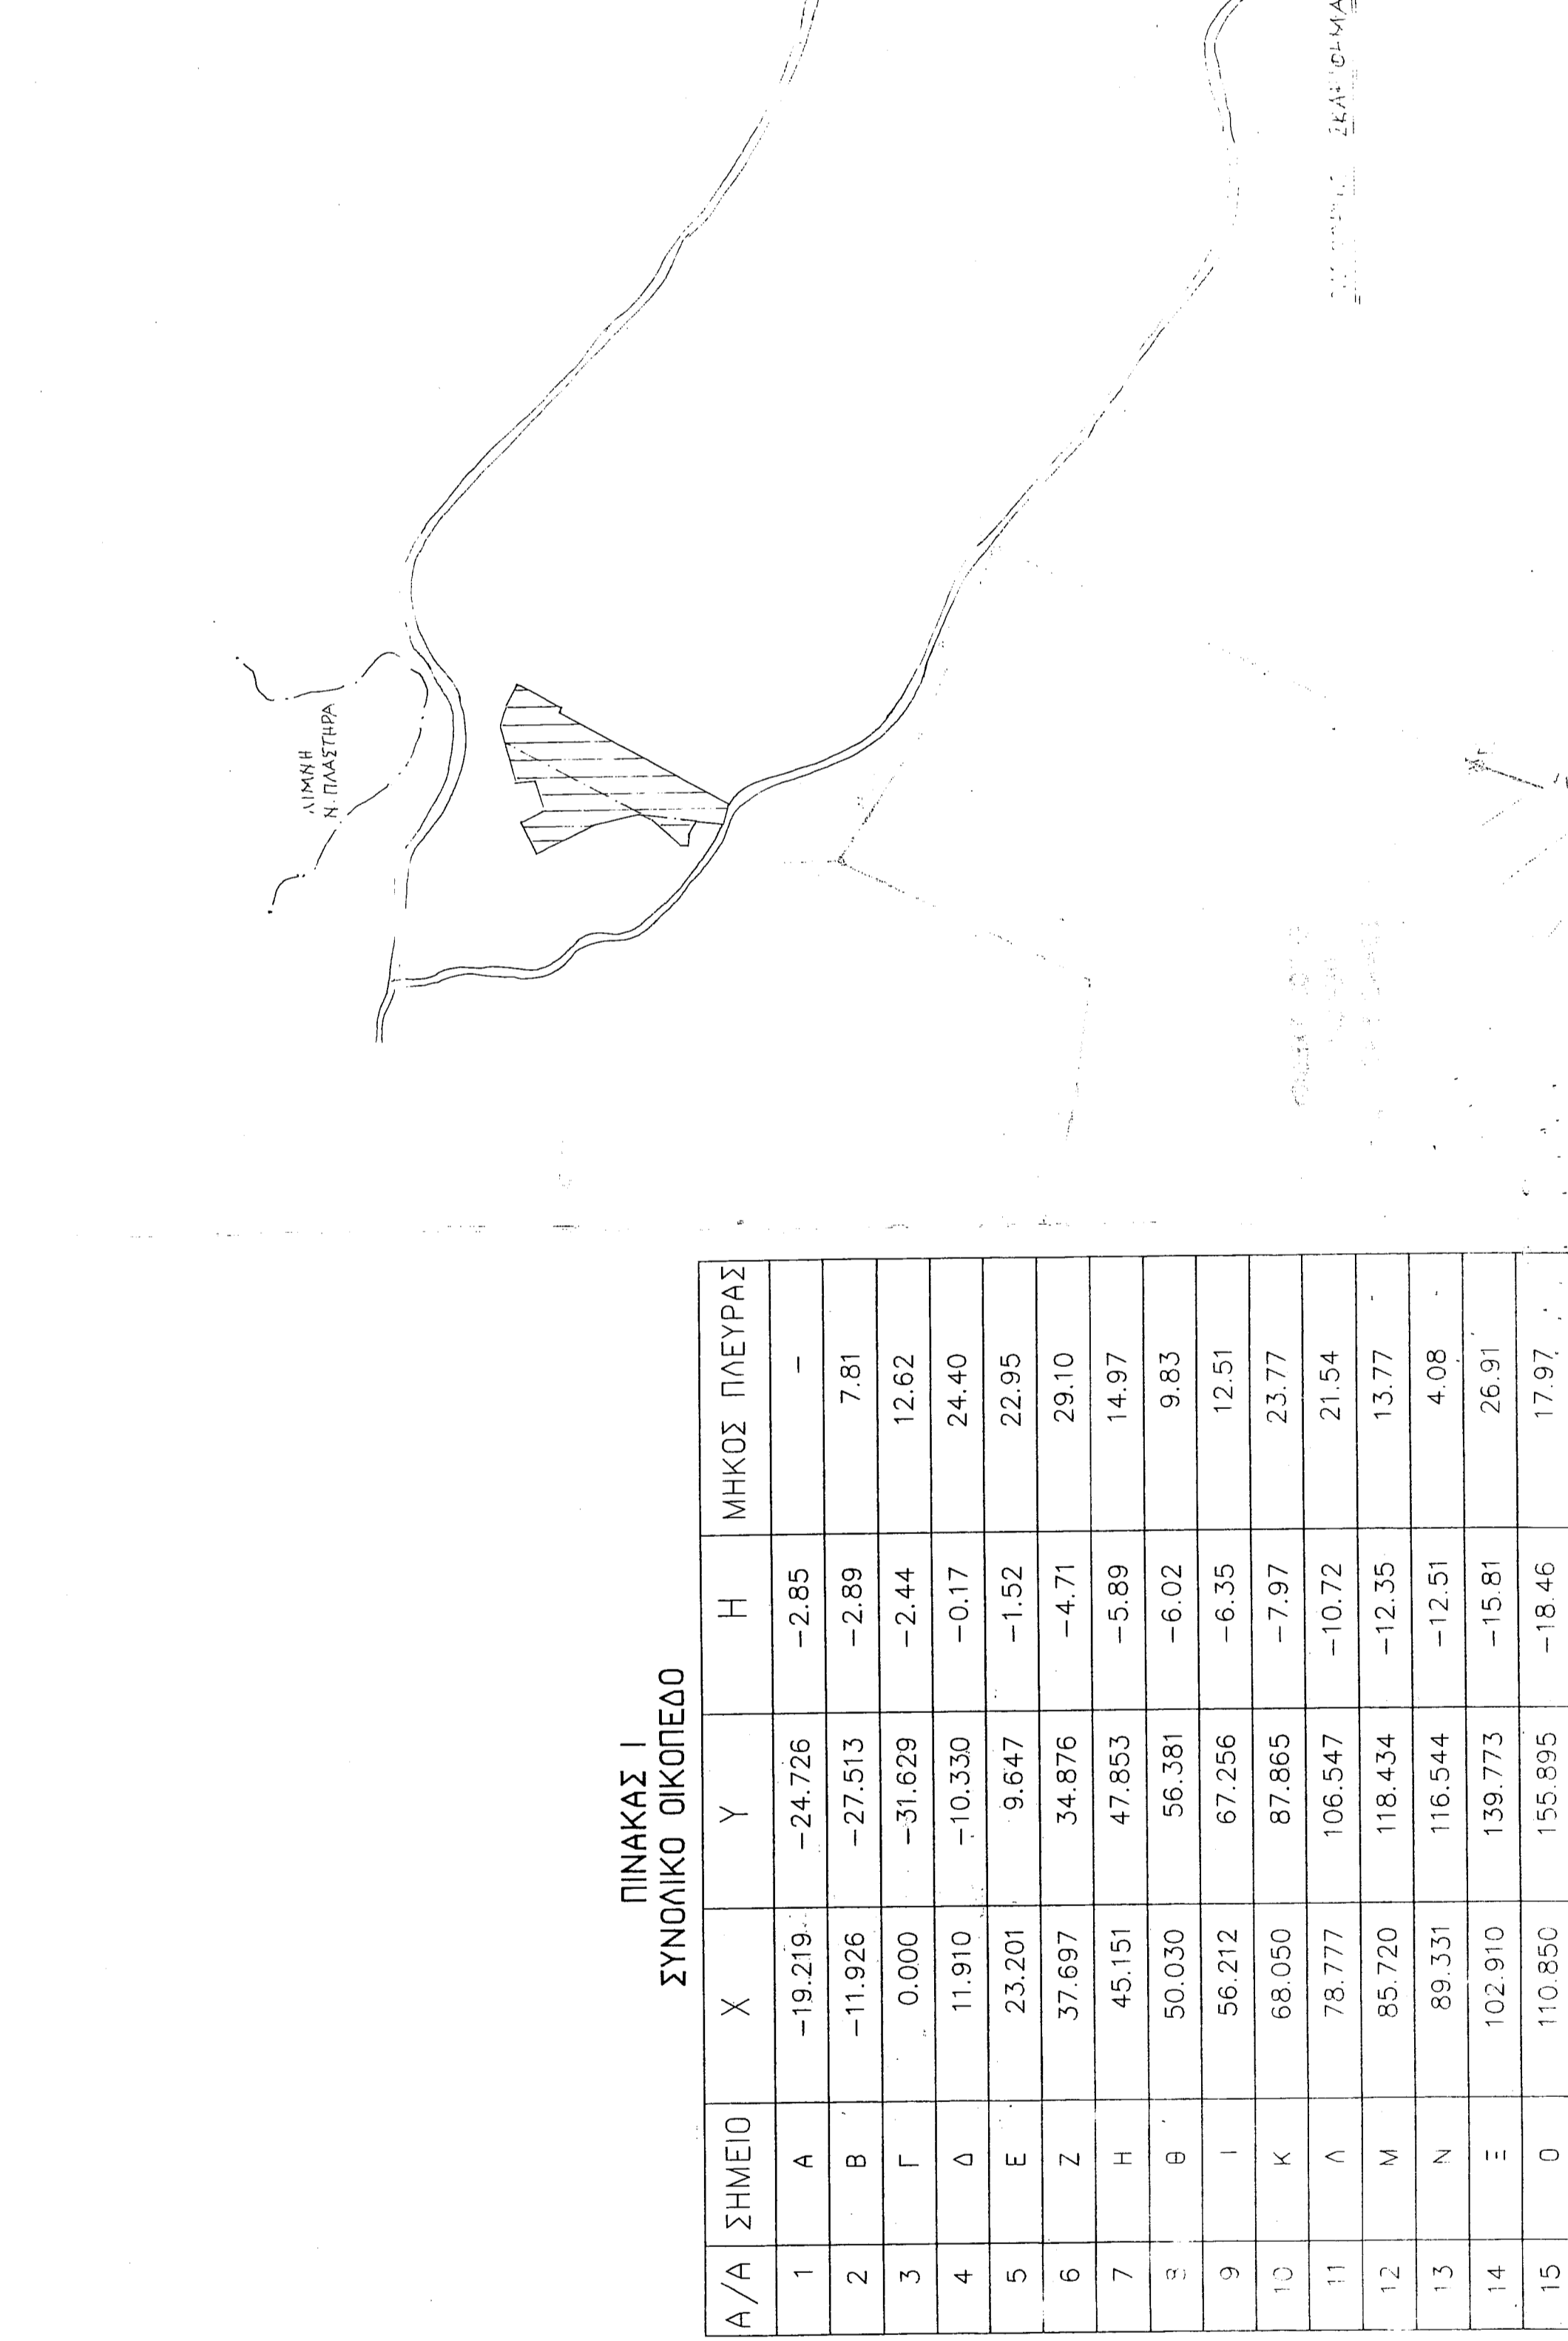 ΛΙΜΝΗ
Ν. ΠΛΑΣΤΗΡΑ
ΠΙΝΑΚΑΣ Ι
ΣΥΝΟΛΙΚΟ ΟΙΚΟΠΕΔΟ
Α/Α ΣΗΜΕΙΟ Χ Υ Η ΜΗΚΟΣ ΠΛΕΥΡΑΣ
1 Α −19.219 −24.726 −2.85 −
2 Β −11.926 −27.513 −2.89 7.81
3 Γ 0.000 −31.629 −2.44 12.62
4 Δ 11.910 −10.330 −0.17 24.40
5 Ε 23.201 9.647 −1.52 22.95
6 Ζ 37.697 34.876 −4.71 29.10
7 Η 45.151 47.853 −5.89 14.97
8 Θ 50.030 56.381 −6.02 9.83
9 Ι 56.212 67.256 −6.35 12.51
10 Κ 68.050 87.865 −7.97 23.77
11 Λ 78.777 106.547 −10.72 21.54
12 Μ 85.720 118.434 −12.35 13.77
13 Ν 89.331 116.544 −12.51 4.08
14 Ξ 102.910 139.773 −15.81 26.91
15 Ο 110.850 155.895 −18.46 17.97